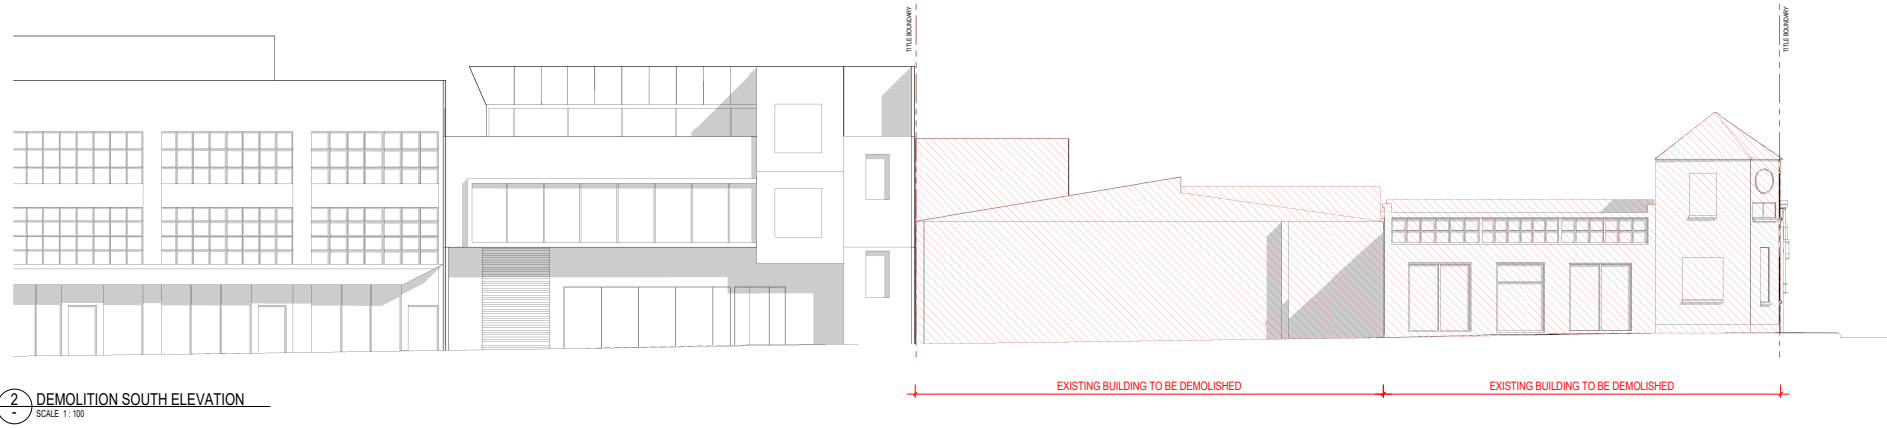 TITLE BOUNDARY
TITLE BOUNDARY
EXISTING BUILDING TO BE DEMOLISHED
EXISTING BUILDING TO BE DEMOLISHED
2
-
DEMOLITION SOUTH ELEVATION
SCALE 1 : 100